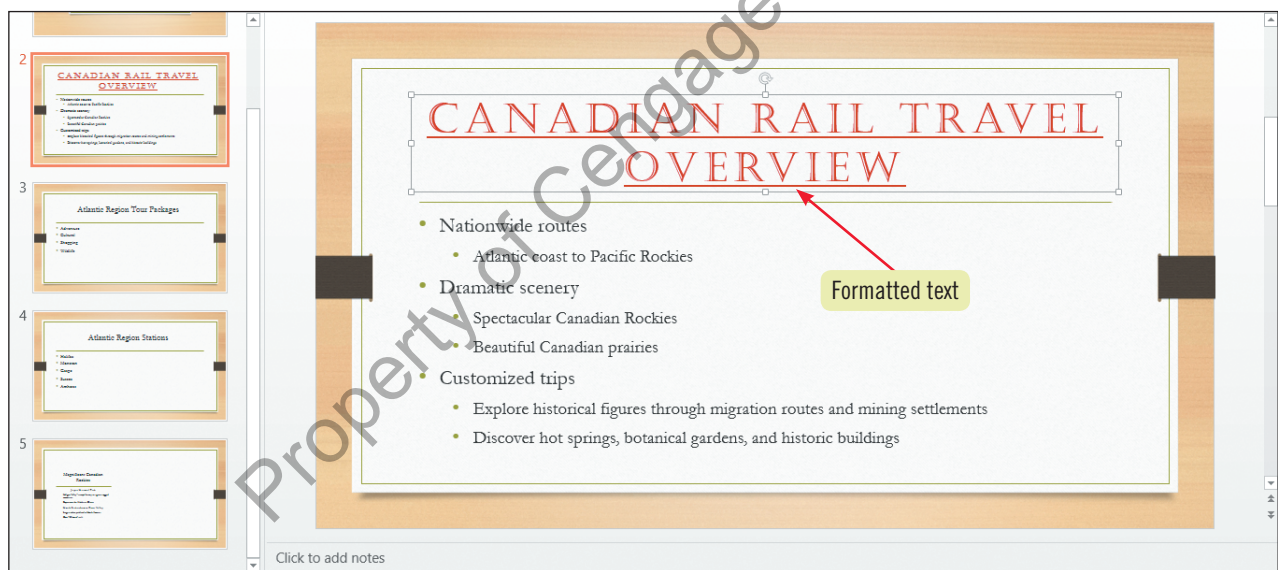 2
CANADIAN RAIL TRAVEL
OVERVIEW
3
Atlantic Region Tour Packages
4
Atlantic Region Stations
5
CANADIAN RAIL TRAVEL
OVERVIEW
• Nationwide routes
• Atlantic coast to Pacific Rockies
• Dramatic scenery
• Spectacular Canadian Rockies
• Beautiful Canadian prairies
• Customized trips
• Explore historical figures through migration routes and mining settlements
• Discover hot springs, botanical gardens, and historic buildings
Formatted text
Click to add notes
Property of Cengage